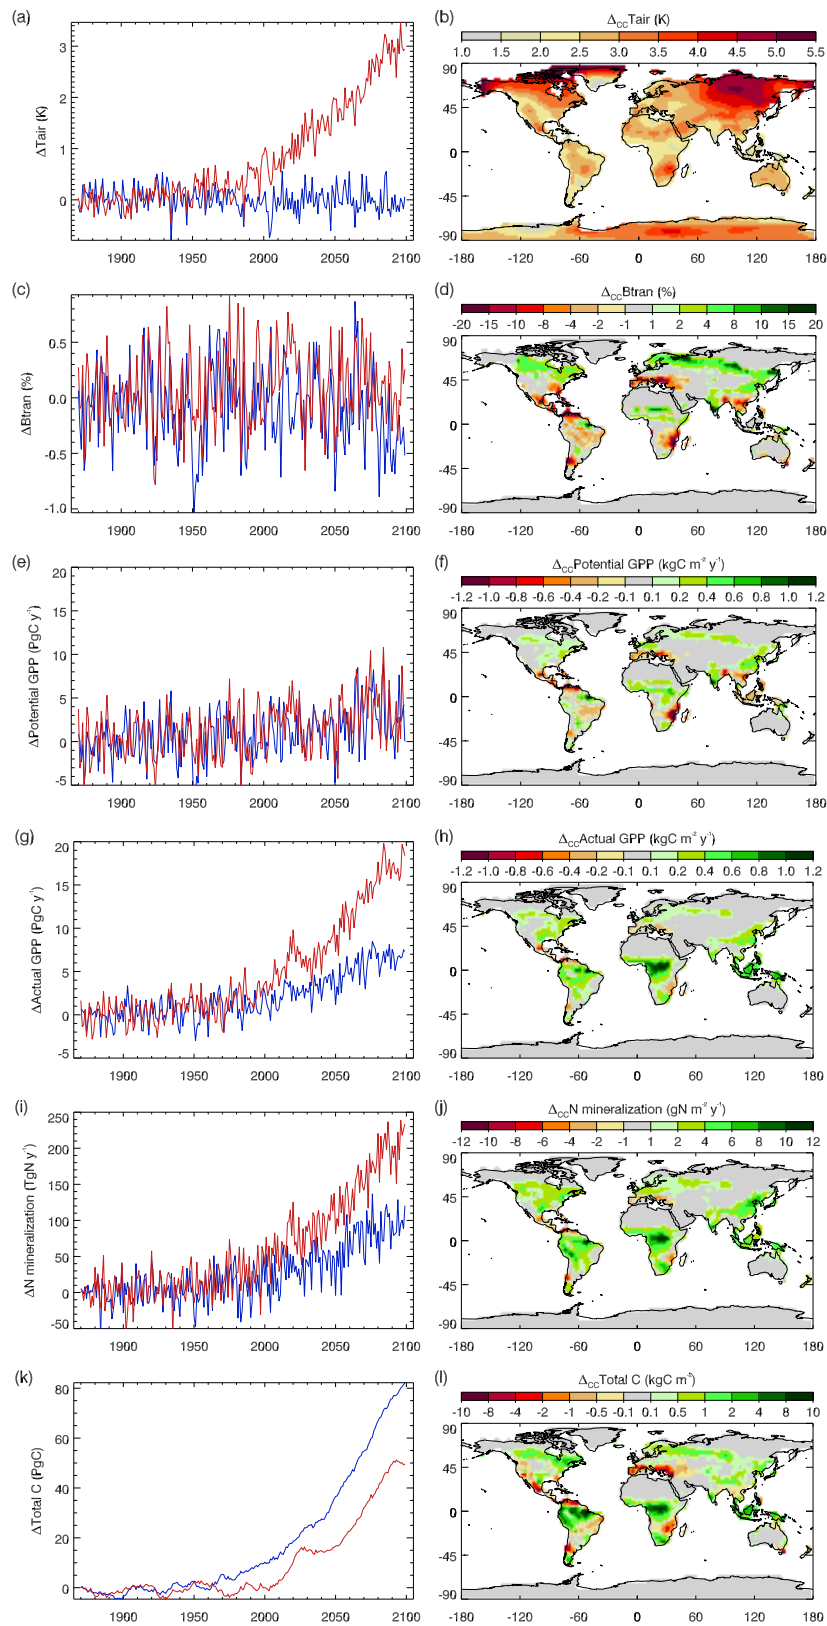 (a)
ΔTair (K)
3
2
1
0
1900 1950 2000 2050 2100
(b)
Δ_CC Tair (K)
1.0 1.5 2.0 2.5 3.0 3.5 4.0 4.5 5.0 5.5
90
45
0
-45
-90
-180 -120 -60 0 60 120 180
(c)
ΔBtran (%)
0.5
0.0
-0.5
-1.0
1900 1950 2000 2050 2100
(d)
Δ_CC Btran (%)
-20 -15 -10 -8 -4 -2 -1 1 2 4 8 10 15 20
90
45
0
-45
-90
-180 -120 -60 0 60 120 180
(e)
ΔPotential GPP (PgC y⁻¹)
20
15
10
5
0
-5
1900 1950 2000 2050 2100
(f)
Δ_CC Potential GPP (kgC m⁻² y⁻¹)
-1.2 -1.0 -0.8 -0.6 -0.4 -0.2 -0.1 0.1 0.2 0.4 0.6 0.8 1.0 1.2
90
45
0
-45
-90
-180 -120 -60 0 60 120 180
(g)
ΔActual GPP (PgC y⁻¹)
20
15
10
5
0
-5
1900 1950 2000 2050 2100
(h)
Δ_CC Actual GPP (kgC m⁻² y⁻¹)
-1.2 -1.0 -0.8 -0.6 -0.4 -0.2 -0.1 0.1 0.2 0.4 0.6 0.8 1.0 1.2
90
45
0
-45
-90
-180 -120 -60 0 60 120 180
(i)
ΔN mineralization (TgN y⁻¹)
250
200
150
100
50
0
-50
1900 1950 2000 2050 2100
(j)
Δ_CC N mineralization (gN m⁻² y⁻¹)
-12 -10 -8 -6 -4 -2 -1 1 2 4 6 8 10 12
90
45
0
-45
-90
-180 -120 -60 0 60 120 180
(k)
ΔTotal C (PgC)
80
60
40
20
0
1900 1950 2000 2050 2100
(l)
Δ_CC Total C (kgC m⁻²)
-10 -8 -4 -2 -1 -0.5 -0.1 0.1 0.5 1 2 4 8 10
90
45
0
-45
-90
-180 -120 -60 0 60 120 180